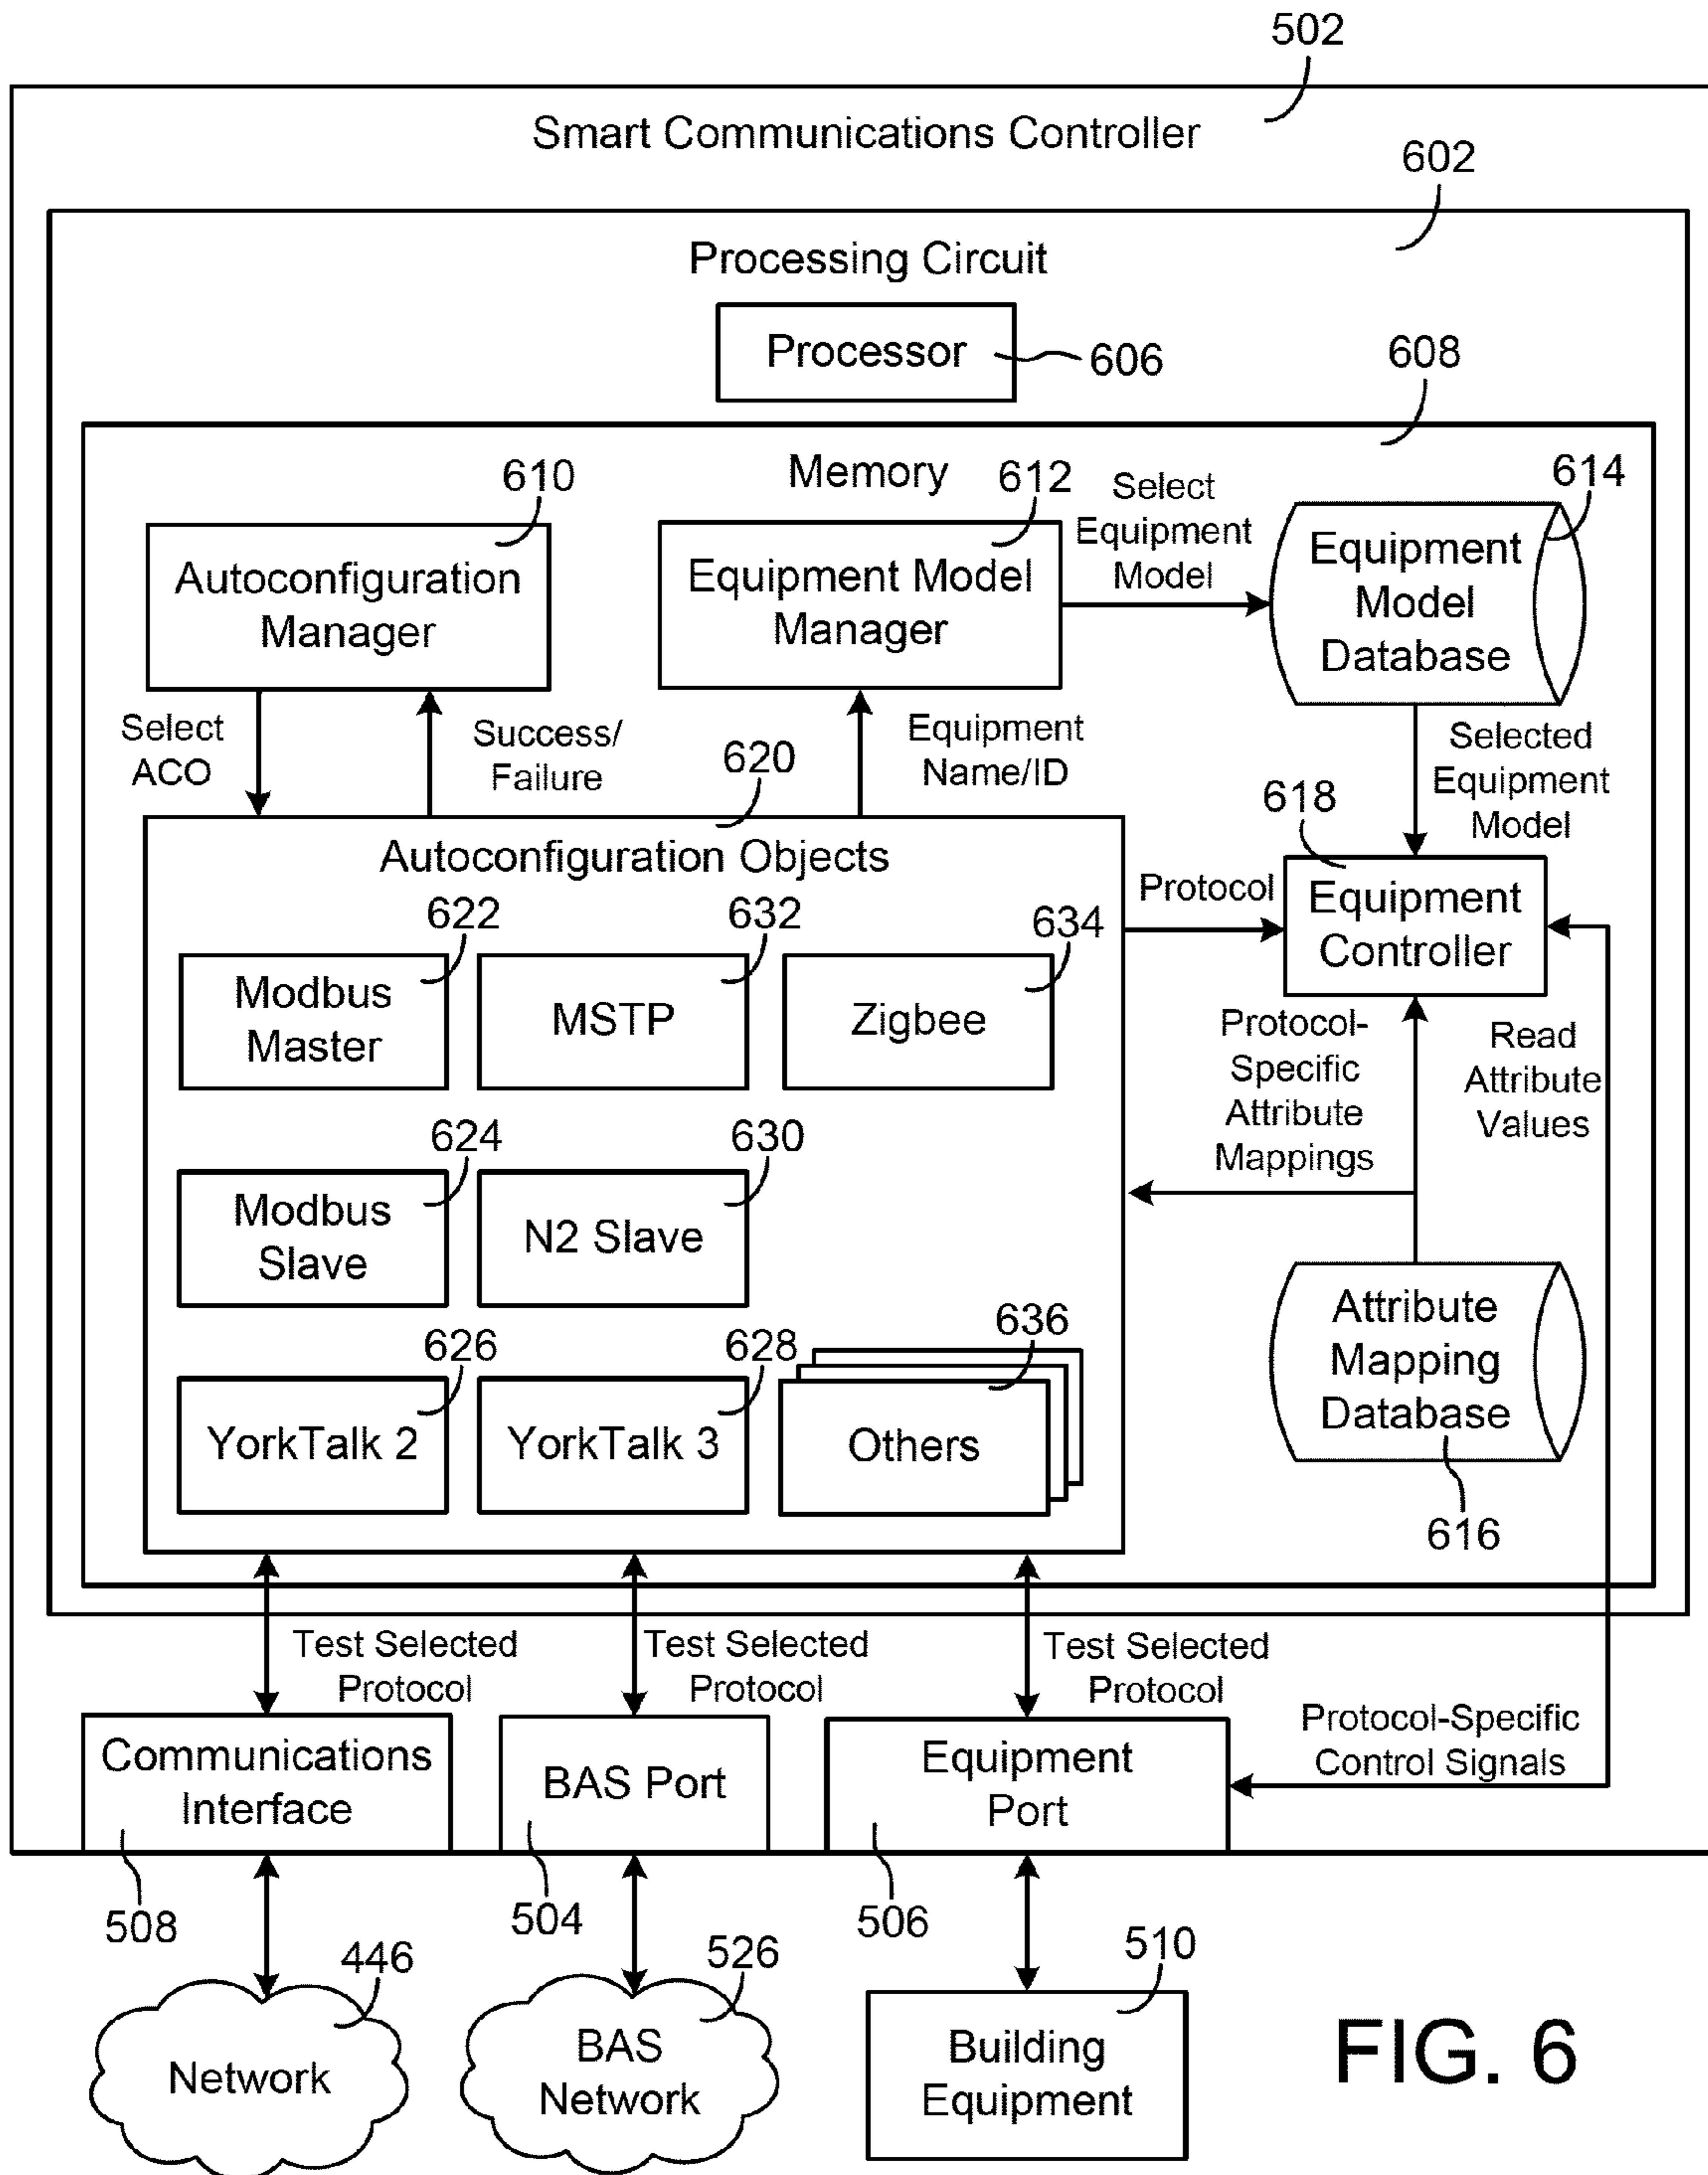 502
Smart Communications Controller
602
Processing Circuit
Processor
606
608
Memory
610
612
Select
Equipment
Model
614
Autoconfiguration
Manager
Equipment Model
Manager
Equipment
Model
Database
Select
ACO
Success/
Failure
620
Equipment
Name/ID
Selected
Equipment
Model
618
Autoconfiguration Objects
Protocol
Equipment
Controller
622
632
634
Modbus
Master
MSTP
Zigbee
Protocol-
Specific
Attribute
Mappings
Read
Attribute
Values
624
630
Modbus
Slave
N2 Slave
626
628
636
YorkTalk 2
YorkTalk 3
Others
Attribute
Mapping
Database
616
Test Selected
Protocol
Test Selected
Protocol
Test Selected
Protocol
Protocol-Specific
Control Signals
Communications
Interface
BAS Port
Equipment
Port
508
504
506
446
526
510
Network
BAS
Network
Building
Equipment
FIG. 6